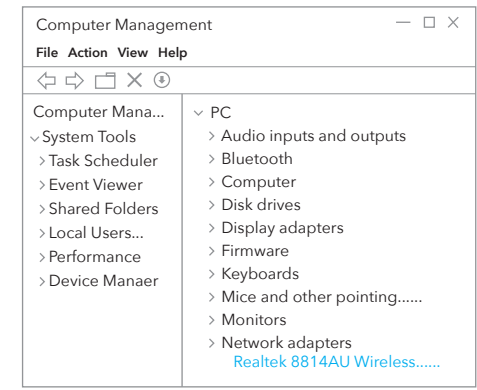 Computer Management
File Action View Help
Computer Mana...
System Tools
Task Scheduler
Event Viewer
Shared Folders
Local Users...
Performance
Device Manaer
PC
Audio inputs and outputs
Bluetooth
Computer
Disk drives
Display adapters
Firmware
Keyboards
Mice and other pointing......
Monitors
Network adapters
Realtek 8814AU Wireless......